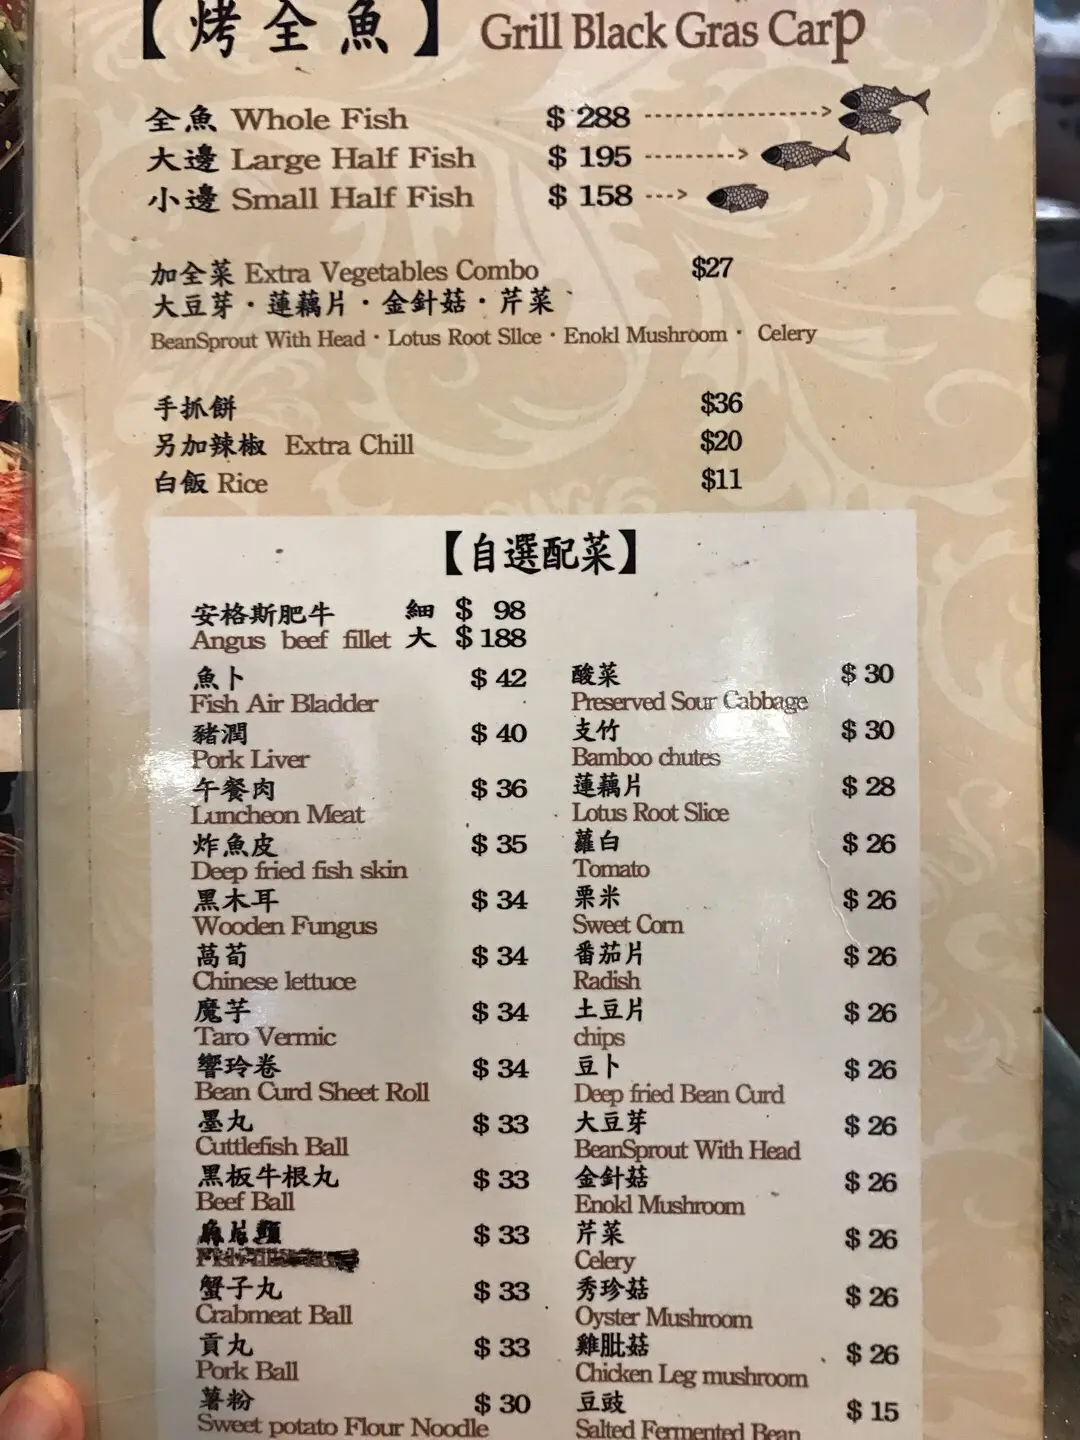 【烤全魚】 Grill Black Gras Carp
全魚 Whole Fish $ 288
大邊 Large Half Fish $ 195
小邊 Small Half Fish $ 158
加全菜 Extra Vegetables Combo $27
大豆芽・蓮藕片・金針菇・芹菜
BeanSprout With Head・Lotus Root Sllce・Enokl Mushroom・ Celery
手抓餅 $36
另加辣椒 Extra Chill $20
白飯 Rice $11
【自選配菜】
安格斯肥牛 細 $ 98
Angus beef fillet 大 $ 188
魚卜 $ 42
Fish Air Bladder
豬潤 $ 40
Pork Liver
午餐肉 $ 36
Luncheon Meat
炸魚皮 $ 35
Deep fried fish skin
黑木耳 $ 34
Wooden Fungus
萵筍 $ 34
Chinese lettuce
魔芋 $ 34
Taro Vermic
響玲卷 $ 34
Bean Curd Sheet Roll
墨丸 $ 33
Cuttlefish Ball
黑板牛根丸 $ 33
Beef Ball
$ 33
蟹子丸 $ 33
Crabmeat Ball
貢丸 $ 33
Pork Ball
薯粉 $ 30
Sweet potato Flour Noodle
酸菜 $ 30
Preserved Sour Cabbage
支竹 $ 30
Bamboo chutes
蓮藕片 $ 28
Lotus Root Slice
蘿白 $ 26
Tomato
粟米 $ 26
Sweet Corn
番茄片 $ 26
Radish
土豆片 $ 26
chips
豆卜 $ 26
Deep fried Bean Curd
大豆芽 $ 26
BeanSprout With Head
金針菇 $ 26
Enokl Mushroom
芹菜 $ 26
Celery
秀珍菇 $ 26
Oyster Mushroom
雞肶菇 $ 26
Chicken Leg mushroom
豆豉 $ 15
Salted Fermented Bean